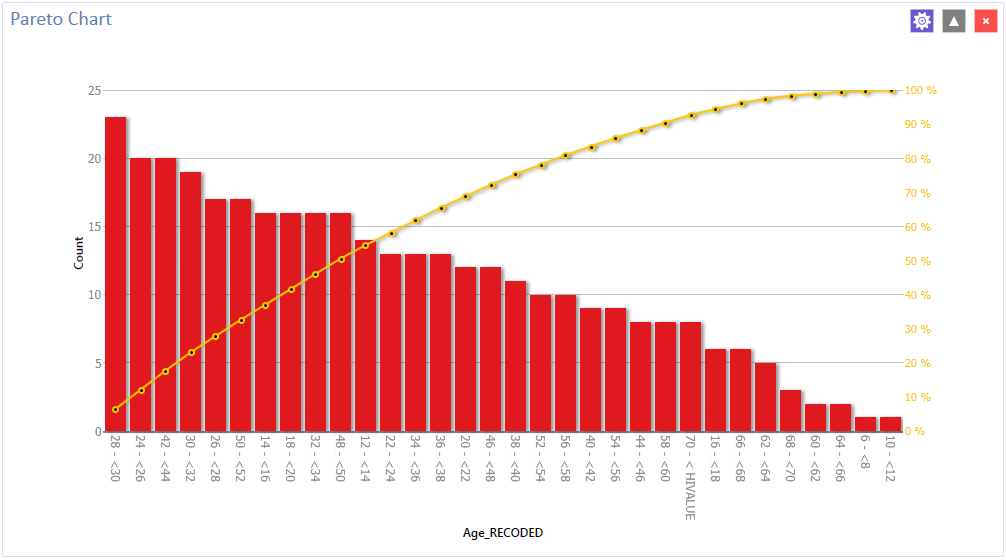 Pareto Chart
25
20
15
10
5
0
Count
100 %
90 %
80 %
70 %
60 %
50 %
40 %
30 %
20 %
10 %
0 %
28 - <30
24 - <26
42 - <44
30 - <32
26 - <28
50 - <52
14 - <16
18 - <20
32 - <34
48 - <50
12 - <14
22 - <24
34 - <36
36 - <38
20 - <22
46 - <48
38 - <40
52 - <54
56 - <58
40 - <42
54 - <56
44 - <46
58 - <60
70 - < HIVALUE
16 - <18
66 - <68
62 - <64
68 - <70
60 - <62
64 - <66
6 - <8
10 - <12
Age_RECODED